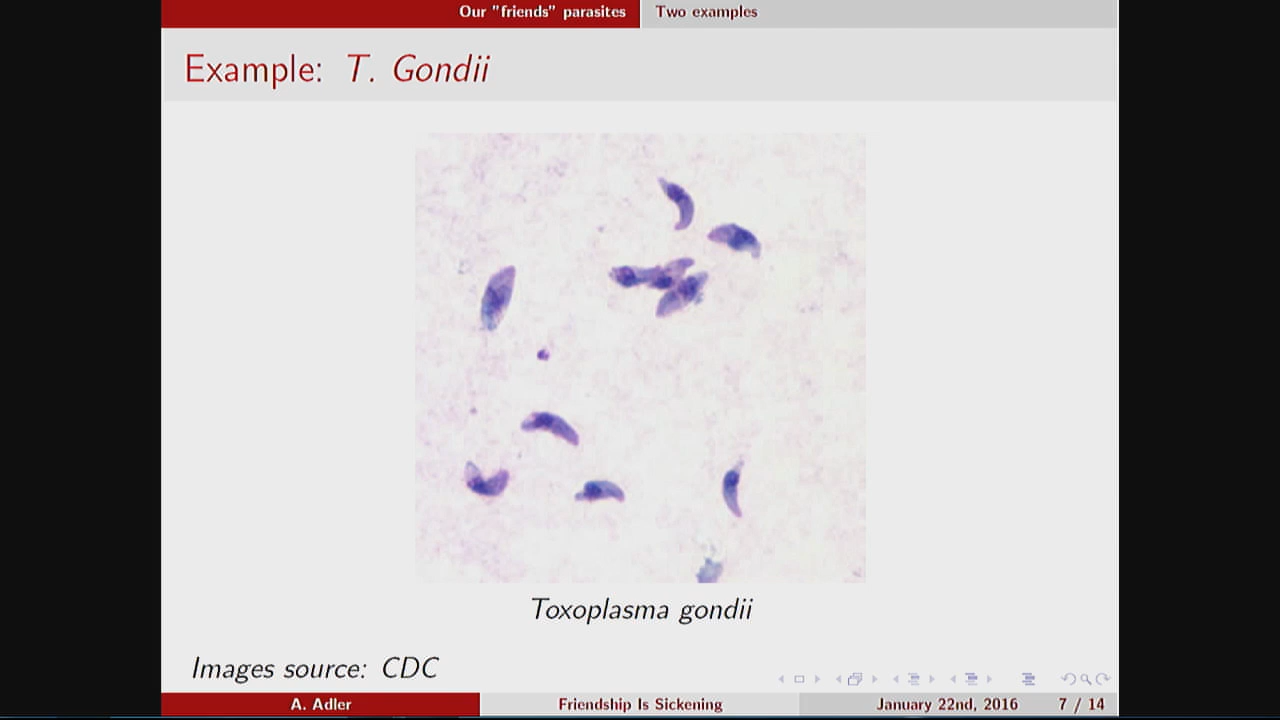 Our "friends" parasites Two examples
Example: T. Gondii
Toxoplasma gondii
Images source: CDC
A. Adler Friendship Is Sickening January 22nd, 2016 7 / 14